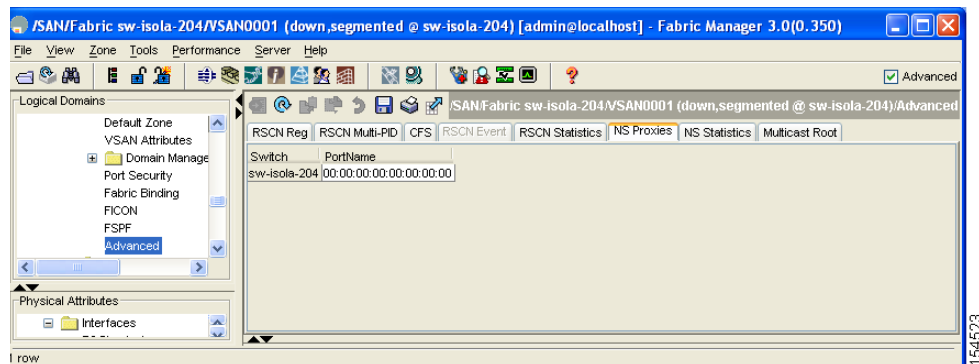 /SAN/Fabric sw-isola-204/VSAN0001 (down,segmented @ sw-isola-204) [admin@localhost] - Fabric Manager 3.0(0.350)
File View Zone Tools Performance Server Help
Advanced
Logical Domains
/SAN/Fabric sw-isola-204/VSAN0001 (down,segmented @ sw-isola-204)/Advanced
RSCN Reg RSCN Multi-PID CFS RSCN Event RSCN Statistics NS Proxies NS Statistics Multicast Root
Default Zone
VSAN Attributes
Domain Manage
Port Security
Fabric Binding
FICON
FSPF
Advanced
Switch PortName
sw-isola-204 00:00:00:00:00:00:00:00
Physical Attributes
Interfaces
1 row
154523